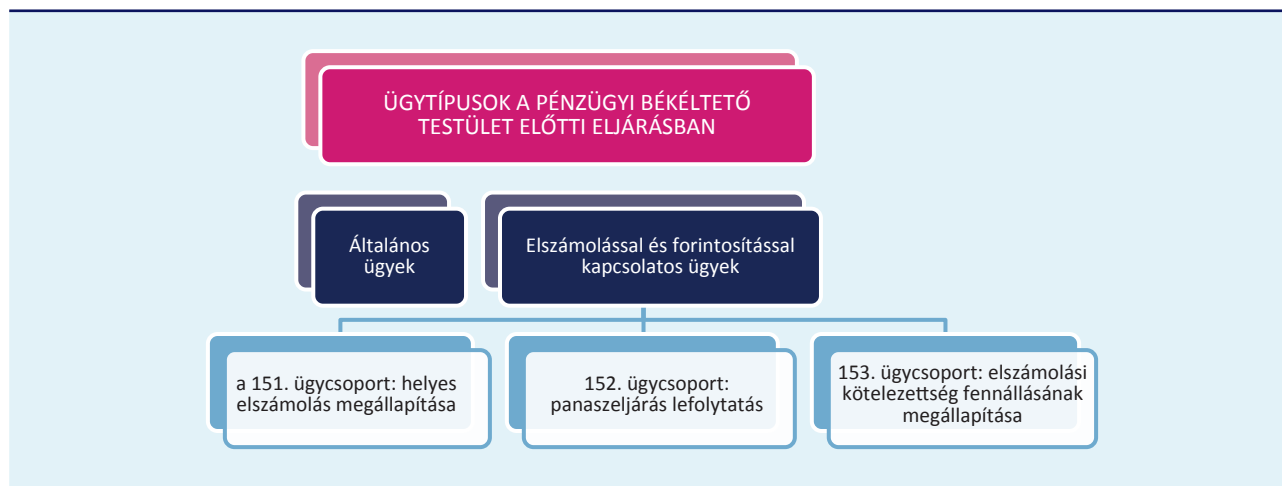 ÜGYTÍPUSOK A PÉNZÜGYI BÉKÉLTETŐ
TESTÜLET ELŐTTI ELJÁRÁSBAN
Általános
ügyek
Elszámolással és forintosítással
kapcsolatos ügyek
a 151. ügycsoport: helyes
elszámolás megállapítása
152. ügycsoport:
panaszeljárás lefolytatás
153. ügycsoport: elszámolási
kötelezettség fennállásának
megállapítása